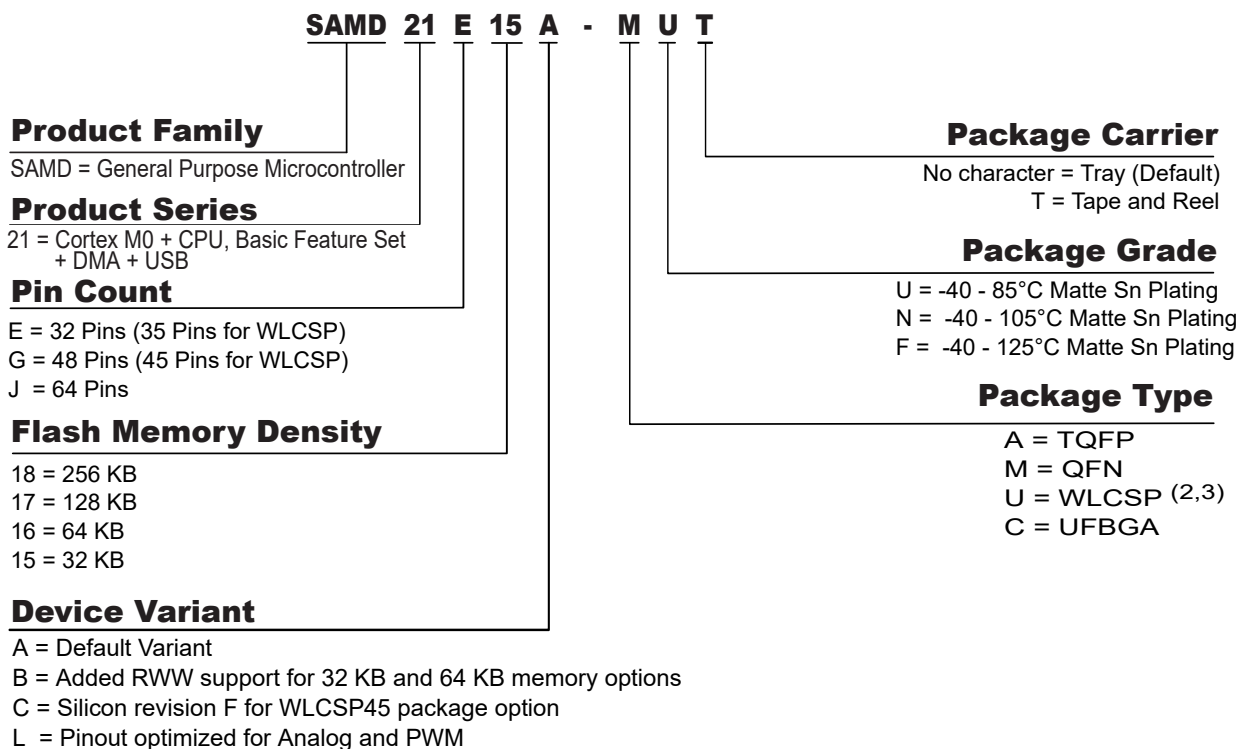 SAMD 21 E 15 A - M U T
Product Family
SAMD = General Purpose Microcontroller
Product Series
21 = Cortex M0 + CPU, Basic Feature Set
+ DMA + USB
Pin Count
E = 32 Pins (35 Pins for WLCSP)
G = 48 Pins (45 Pins for WLCSP)
J = 64 Pins
Flash Memory Density
18 = 256 KB
17 = 128 KB
16 = 64 KB
15 = 32 KB
Device Variant
A = Default Variant
B = Added RWW support for 32 KB and 64 KB memory options
C = Silicon revision F for WLCSP45 package option
L = Pinout optimized for Analog and PWM
Package Carrier
No character = Tray (Default)
T = Tape and Reel
Package Grade
U = -40 - 85°C Matte Sn Plating
N = -40 - 105°C Matte Sn Plating
F = -40 - 125°C Matte Sn Plating
Package Type
A = TQFP
M = QFN
U = WLCSP (2,3)
C = UFBGA